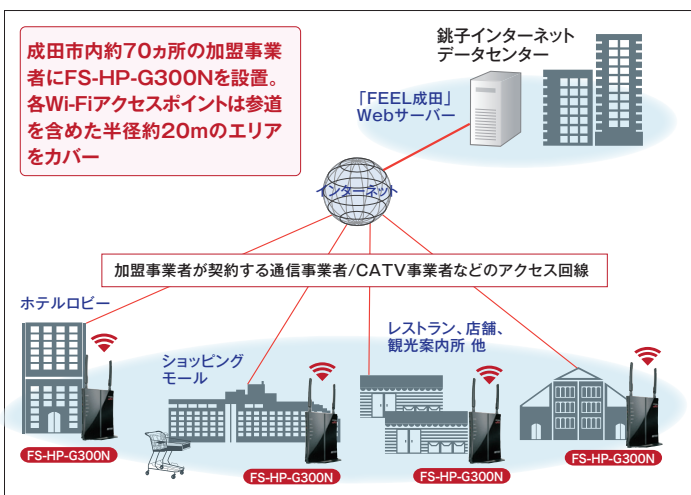 成田市内約70ヵ所の加盟事業
者にFS-HP-G300Nを設置。
各Wi-Fiアクセスポイントは参道
を含めた半径約20mのエリア
をカバー
銚子インターネット
データセンター
「FEEL成田」
Webサーバー
インターネット
加盟事業者が契約する通信事業者/CATV事業者などのアクセス回線
ホテルロビー
ショッピング
モール
レストラン、店舗、
観光案内所 他
FS-HP-G300N
FS-HP-G300N
FS-HP-G300N
FS-HP-G300N